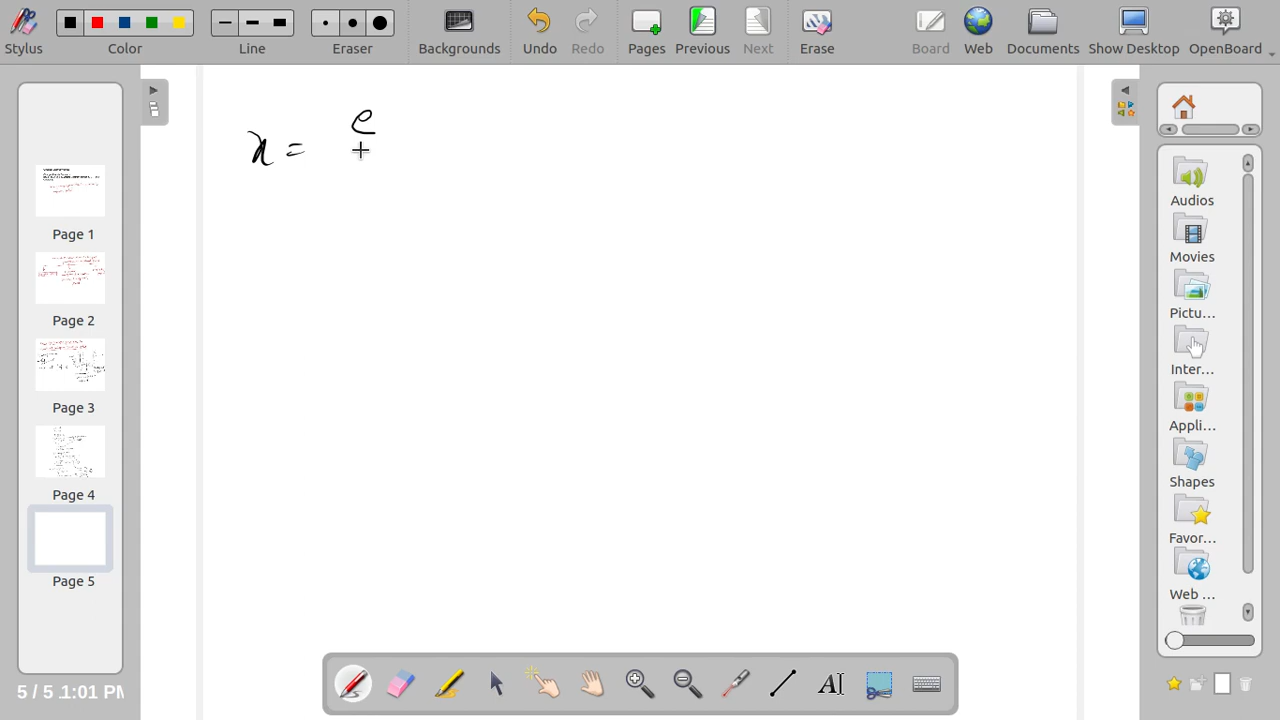 Stylus
Color
Line
Eraser
Backgrounds
Undo
Redo
Pages
Previous
Next
Erase
Board
Web
Documents
Show Desktop
OpenBoard
Page 1
Page 2
Page 3
Page 4
Page 5
5 / 5
1:01 PM
x = e
Audios
Movies
Pictu...
Inter...
Appli...
Shapes
Favor...
Web ...